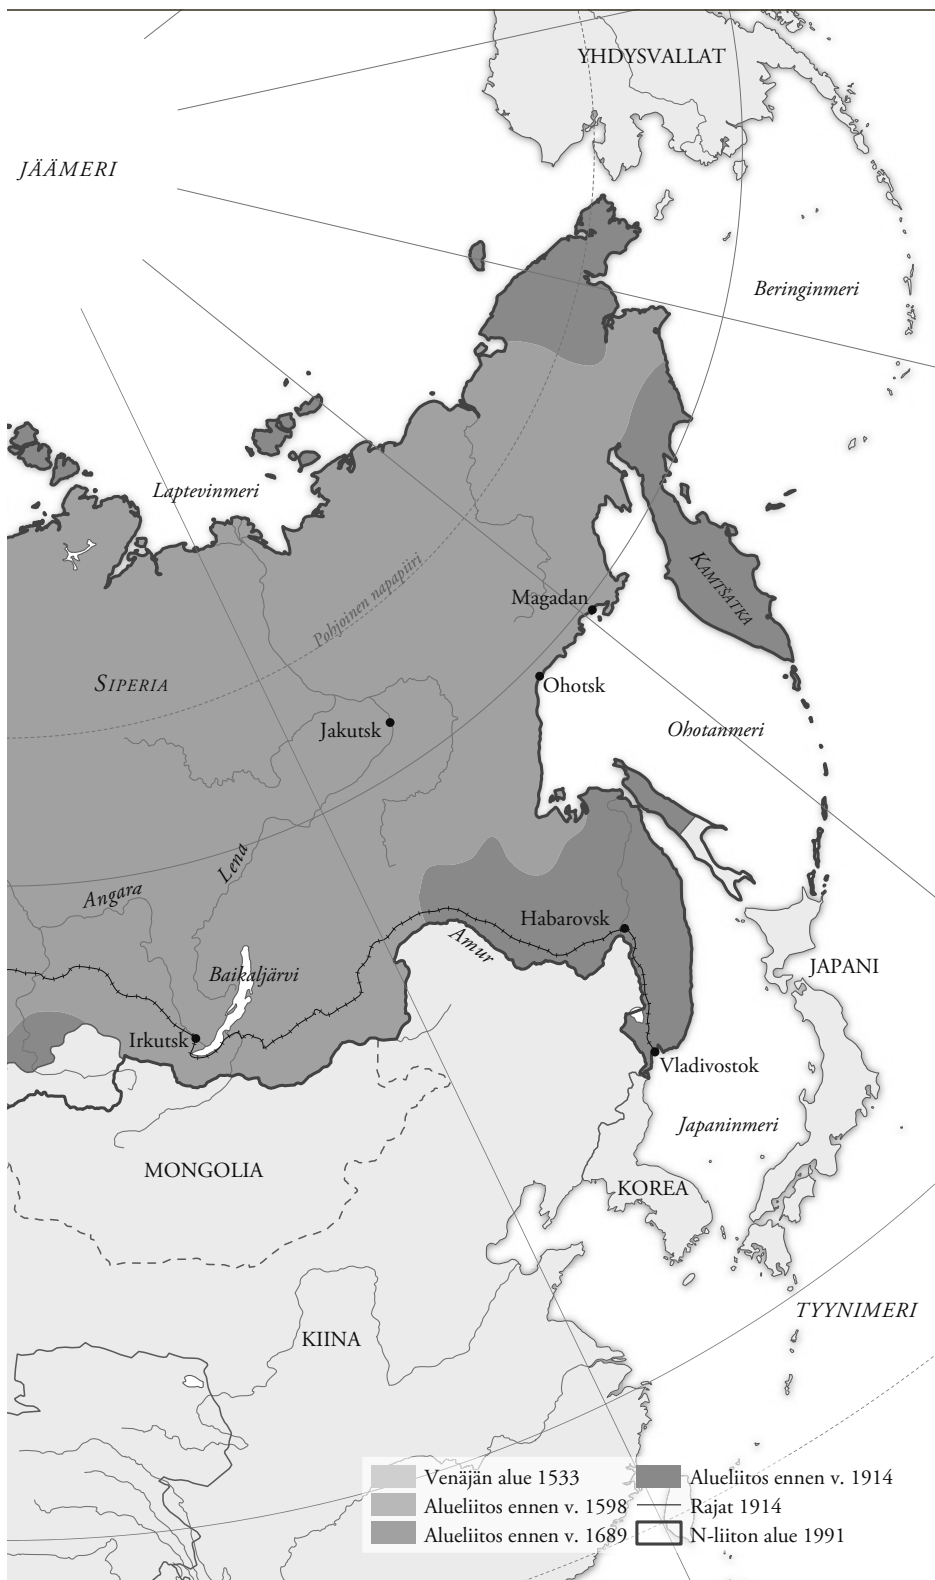 YHDYSVALLAT
JÄÄMERI
Beringinmeri
Laptevinmeri
Pohjoinen napapiiri
KAMTŠATKA
Magadan
SIPERIA
Ohotsk
Jakutsk
Ohotanmeri
Lena
Angara
Habarovsk
Amur
Baikaljärvi
JAPANI
Irkutsk
Vladivostok
Japaninmeri
MONGOLIA
KOREA
TYYNIMERI
KIINA
Venäjän alue 1533
Alueliitos ennen v. 1598
Alueliitos ennen v. 1689
Alueliitos ennen v. 1914
Rajat 1914
N-liiton alue 1991